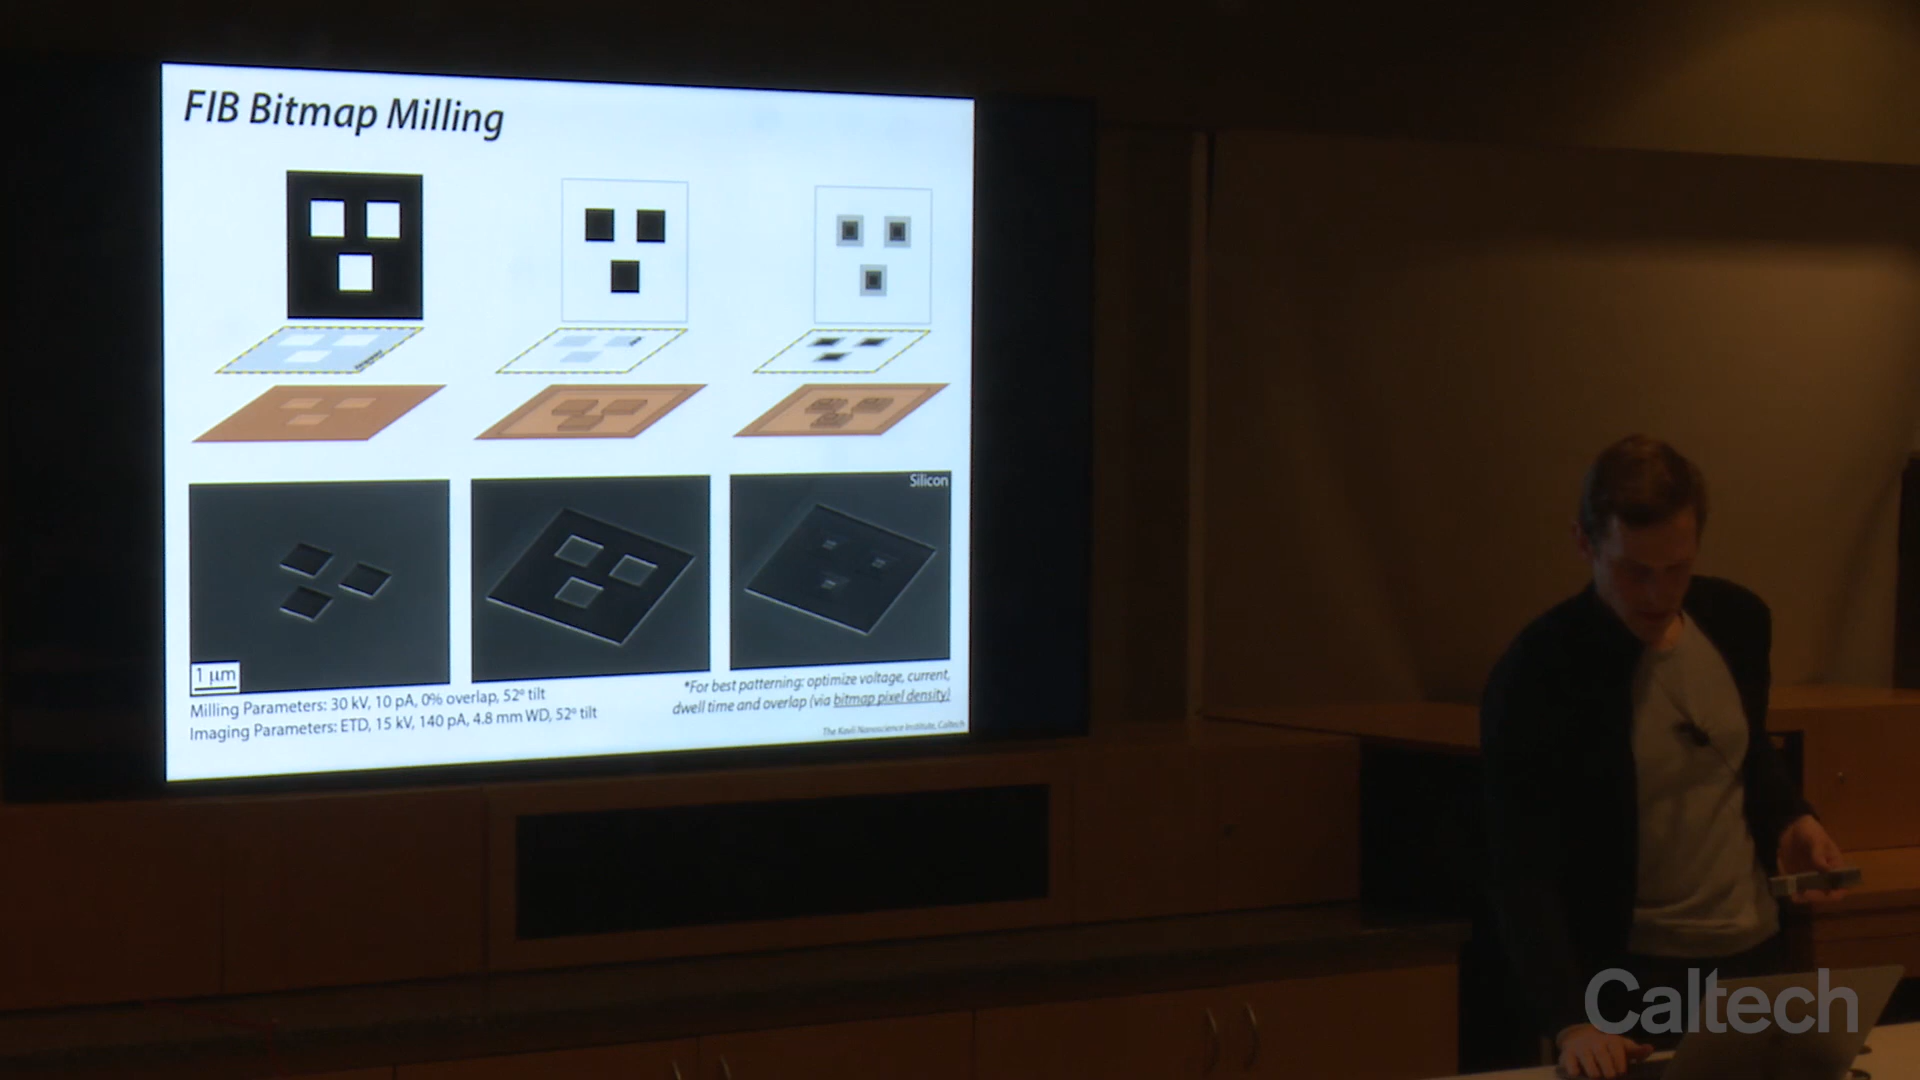 FIB Bitmap Milling
Silicon
1 µm
Milling Parameters: 30 kV, 10 pA, 0% overlap, 52º tilt
Imaging Parameters: ETD, 15 kV, 140 pA, 4.8 mm WD, 52º tilt
*For best patterning: optimize voltage, current,
dwell time and overlap (via bitmap pixel density)
The Kavli Nanoscience Institute, Caltech
Caltech